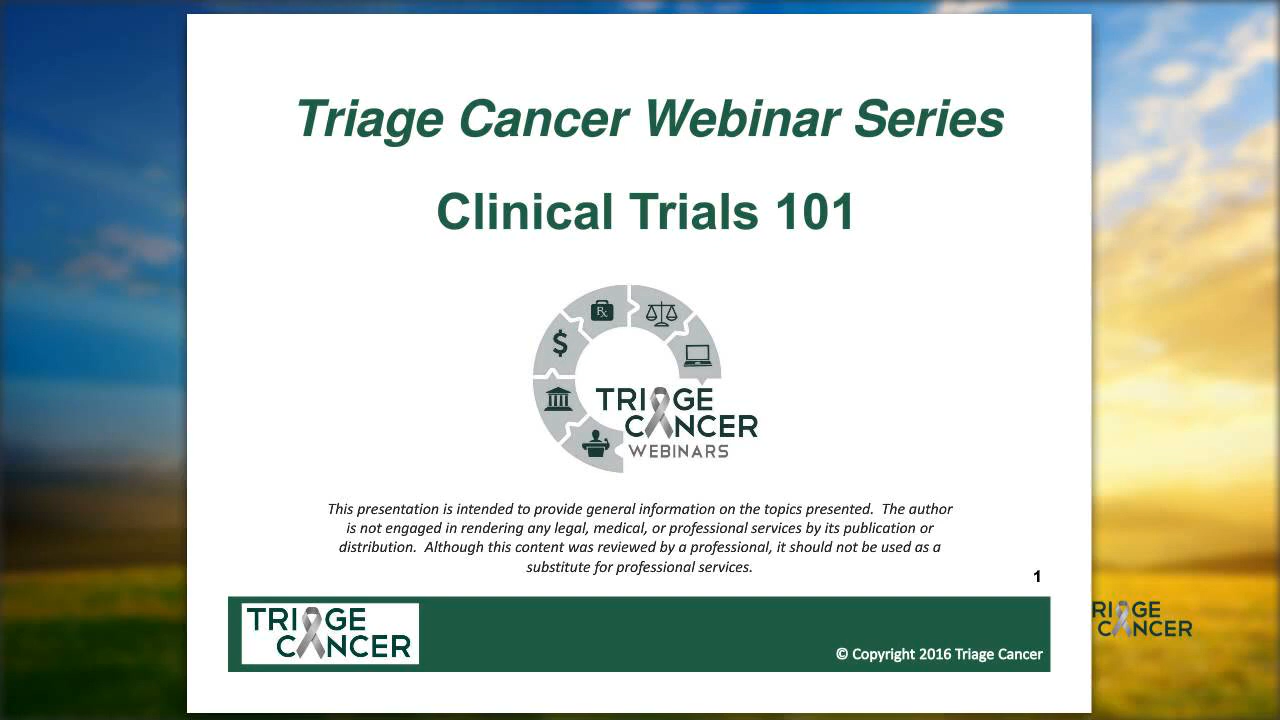 Triage Cancer Webinar Series
Clinical Trials 101
Rx
$
TRIAGE
CANCER
WEBINARS
This presentation is intended to provide general information on the topics presented.  The author
is not engaged in rendering any legal, medical, or professional services by its publication or
distribution.  Although this content was reviewed by a professional, it should not be used as a
substitute for professional services.
1
TRIAGE
CANCER
© Copyright 2016 Triage Cancer
RIAGE
CANCER